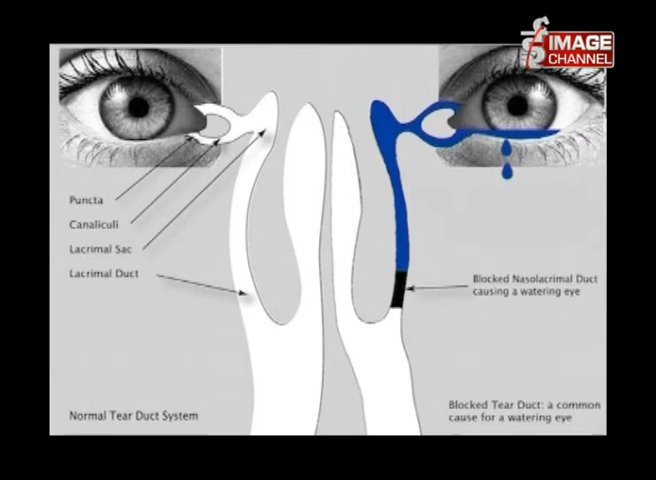 IMAGE
CHANNEL
Puncta
Canaliculi
Lacrimal Sac
Lacrimal Duct
Blocked Nasolacrimal Duct
causing a watering eye
Normal Tear Duct System
Blocked Tear Duct: a common
cause for a watering eye